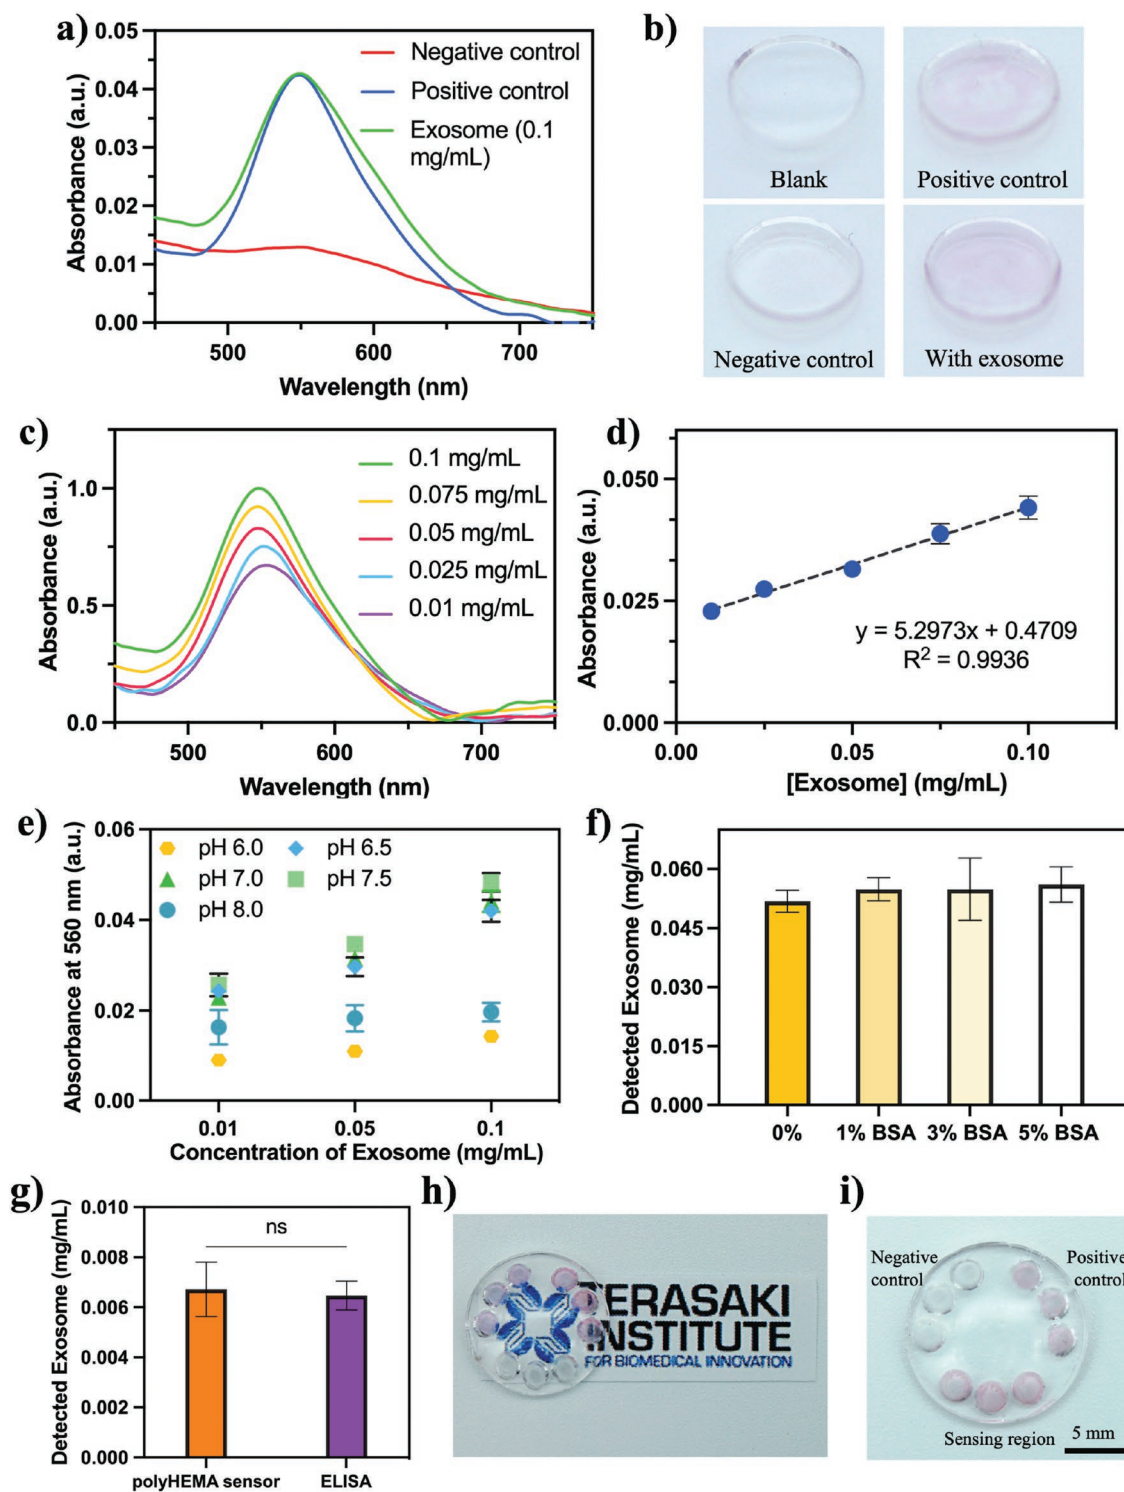 a)
0.05
0.04
0.03
0.02
0.01
0.00
Absorbance (a.u.)
500
600
700
Wavelength (nm)
Negative control
Positive control
Exosome (0.1
mg/mL)
b)
Blank
Positive control
Negative control
With exosome
c)
1.0
0.5
0.0
Absorbance (a.u.)
500
600
700
Wavelength (nm)
0.1 mg/mL
0.075 mg/mL
0.05 mg/mL
0.025 mg/mL
0.01 mg/mL
d)
0.050
0.025
0.000
Absorbance (a.u.)
y = 5.2973x + 0.4709
R² = 0.9936
0.00
0.05
0.10
[Exosome] (mg/mL)
e)
0.06
0.04
0.02
0.00
Absorbance at 560 nm (a.u.)
pH 6.0
pH 6.5
pH 7.0
pH 7.5
pH 8.0
0.01
0.05
0.1
Concentration of Exosome (mg/mL)
f)
0.060
0.045
0.030
0.015
0.000
Detected Exosome (mg/mL)
0%
1% BSA
3% BSA
5% BSA
g)
0.010
0.008
0.006
0.004
0.002
0.000
Detected Exosome (mg/mL)
ns
polyHEMA sensor
ELISA
h)
TERASAKI
INSTITUTE
FOR BIOMEDICAL INNOVATION
i)
Negative
control
Positive
control
Sensing region
5 mm